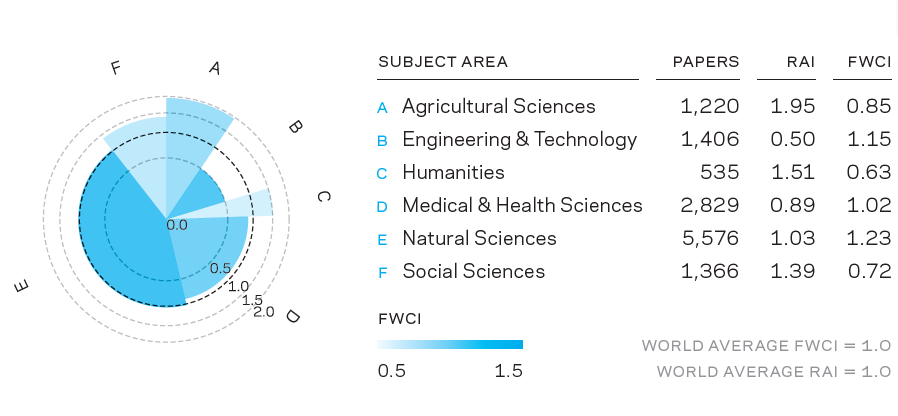 F
A
B
C
D
E
0.0
0.5
1.0
1.5
2.0
SUBJECT AREA PAPERS RAI FWCI
A Agricultural Sciences 1,220 1.95 0.85
B Engineering & Technology 1,406 0.50 1.15
C Humanities 535 1.51 0.63
D Medical & Health Sciences 2,829 0.89 1.02
E Natural Sciences 5,576 1.03 1.23
F Social Sciences 1,366 1.39 0.72
FWCI
0.5 1.5
WORLD AVERAGE FWCI = 1.0
WORLD AVERAGE RAI = 1.0